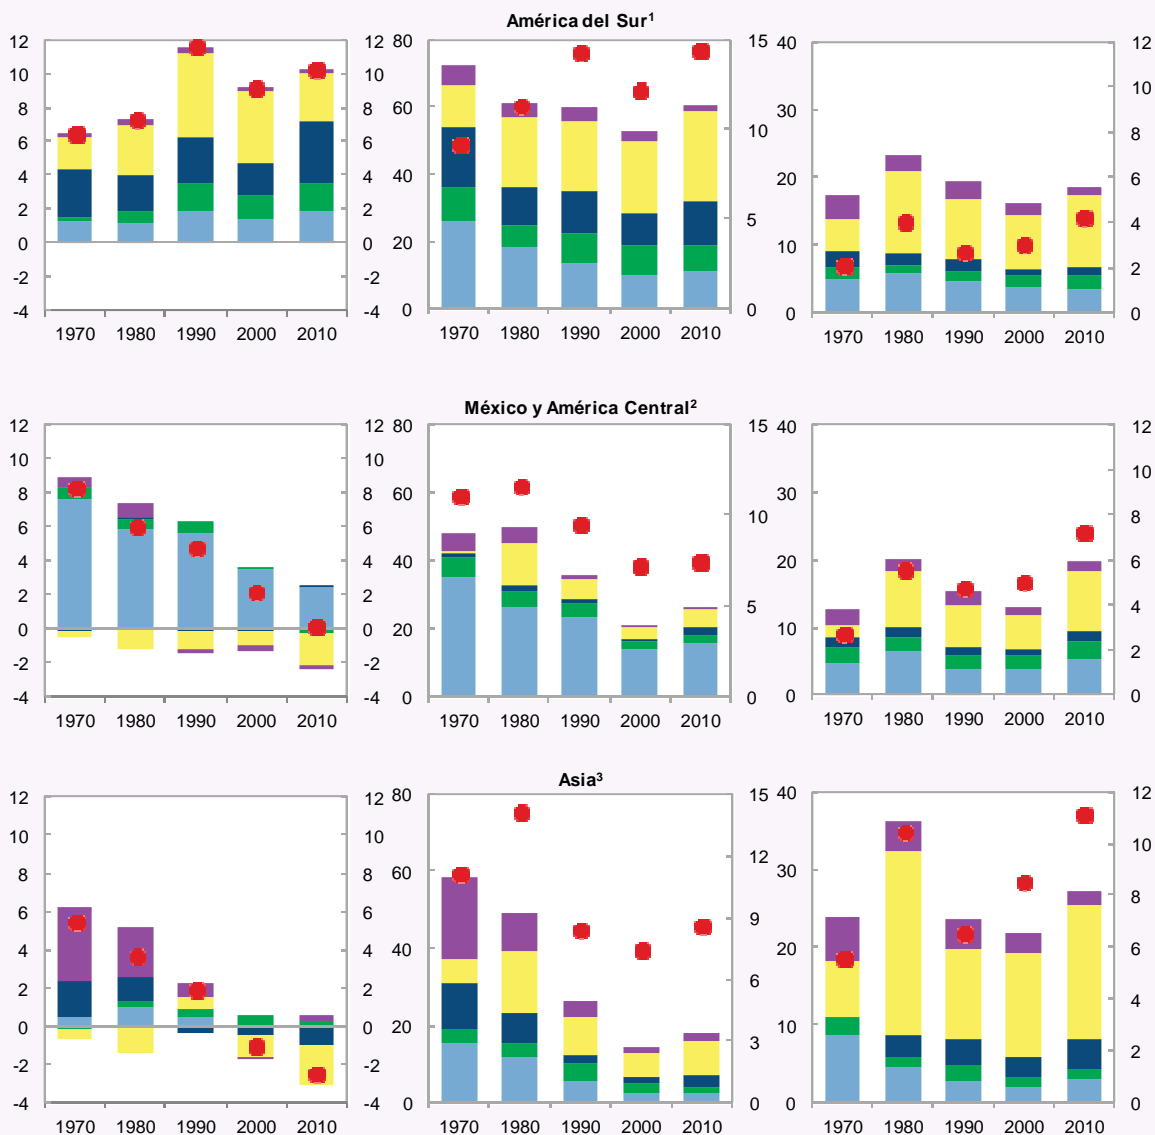 América del Sur¹
12 12 80 15 40 12
10 10 10
8 8 60 30 8
6 6 10
4 4 40 20 6
2 2 4
0 0 20 5 10
-2 -2 2
-4 -4 0 0 0 0
1970 1980 1990 2000 2010 1970 1980 1990 2000 2010 1970 1980 1990 2000 2010
México y América Central²
12 12 80 15 40 12
10 10 10
8 8 60 30 8
6 6 10
4 4 40 20 6
2 2 4
0 0 20 5 10
-2 -2 2
-4 -4 0 0 0 0
1970 1980 1990 2000 2010 1970 1980 1990 2000 2010 1970 1980 1990 2000 2010
Asia³
12 12 80 15 40 12
10 10 12 10
8 8 60 30 8
6 6 9
4 4 40 20 6
2 2 6 4
0 0 20 3 10
-2 -2 2
-4 -4 0 0 0 0
1970 1980 1990 2000 2010 1970 1980 1990 2000 2010 1970 1980 1990 2000 2010